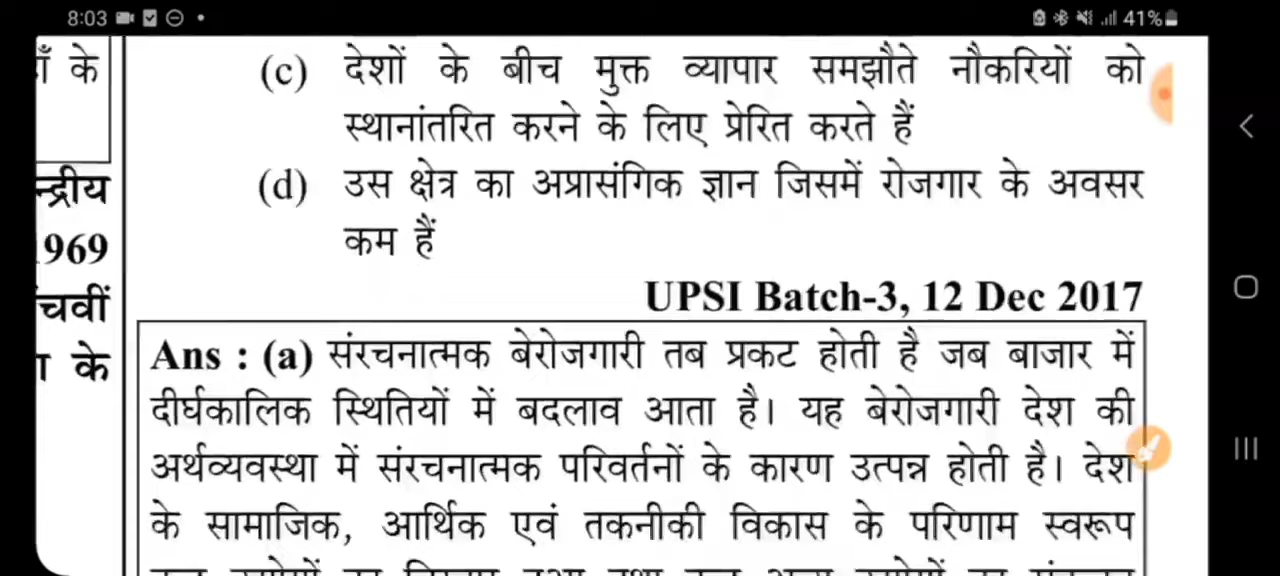 8:03
41%
ाँ के
(c) देशों के बीच मुक्त व्यापार समझौते नौकरियों को
स्थानांतरित करने के लिए प्रेरित करते हैं
न्द्रीय
(d) उस क्षेत्र का अप्रासंगिक ज्ञान जिसमें रोजगार के अवसर
कम हैं
1969
चवीं
UPSI Batch-3, 12 Dec 2017
के
Ans : (a) संरचनात्मक बेरोजगारी तब प्रकट होती है जब बाजार में
दीर्घकालिक स्थितियों में बदलाव आता है। यह बेरोजगारी देश की
अर्थव्यवस्था में संरचनात्मक परिवर्तनों के कारण उत्पन्न होती है। देश
के सामाजिक, आर्थिक एवं तकनीकी विकास के परिणाम स्वरूप